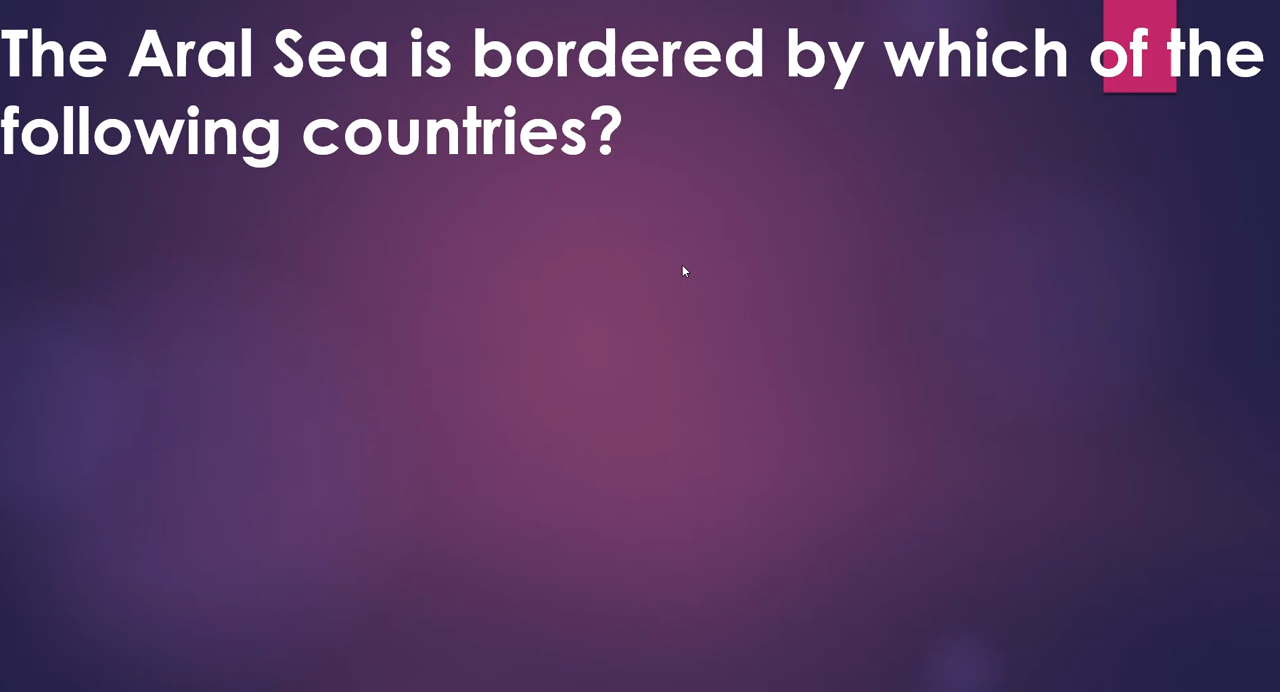 The Aral Sea is bordered by which of the
following countries?